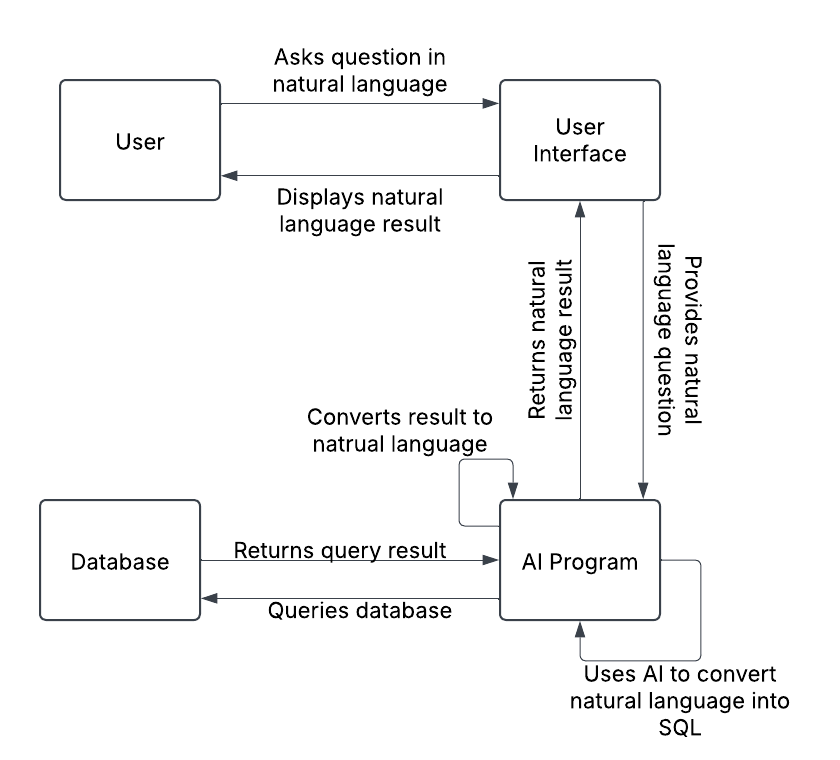 Asks question in
natural language
User
User
Interface
Displays natural
language result
Returns natural
language result
Provides natural
language question
Converts result to
natrual language
Database
Returns query result
AI Program
Queries database
Uses AI to convert
natural language into
SQL